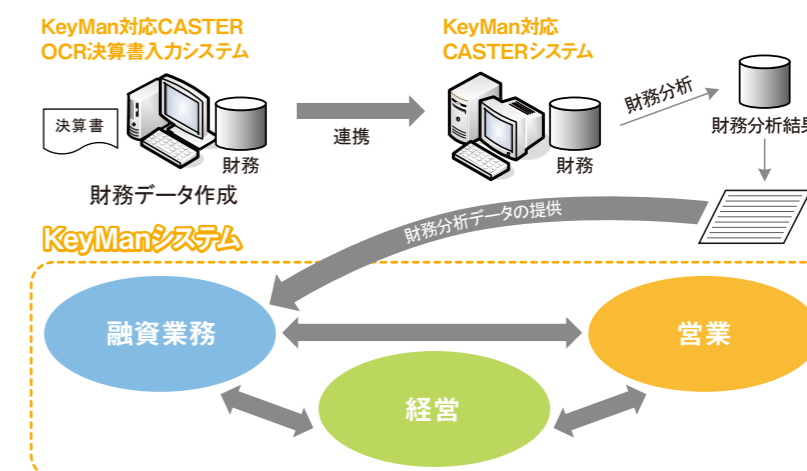 KeyMan対応CASTER
OCR決算書入力システム
決算書
財務
財務データ作成
連携
KeyMan対応
CASTERシステム
財務
財務分析
財務分析結果
財務分析データの提供
KeyManシステム
融資業務
営業
経営